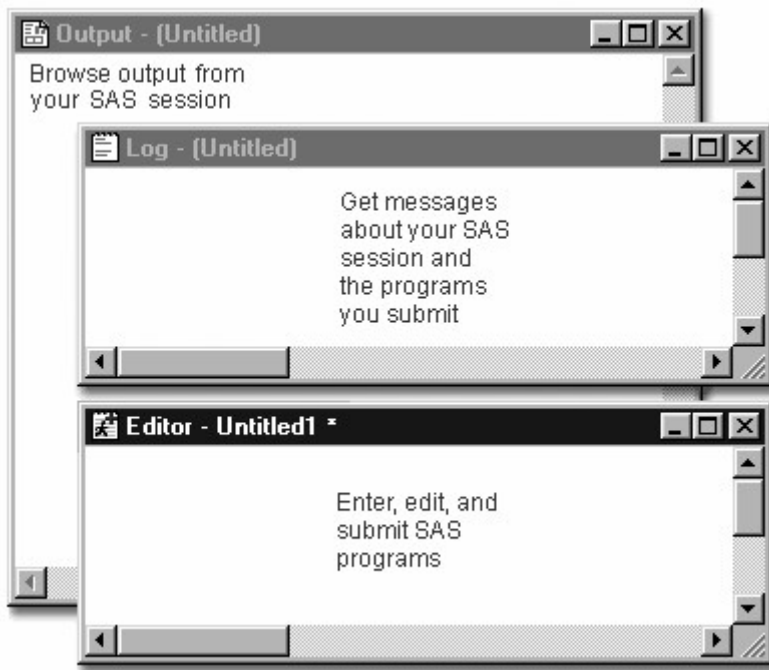 Output - (Untitled)
Browse output from
your SAS session
Log - (Untitled)
Get messages
about your SAS
session and
the programs
you submit
Editor - Untitled1 *
Enter, edit, and
submit SAS
programs